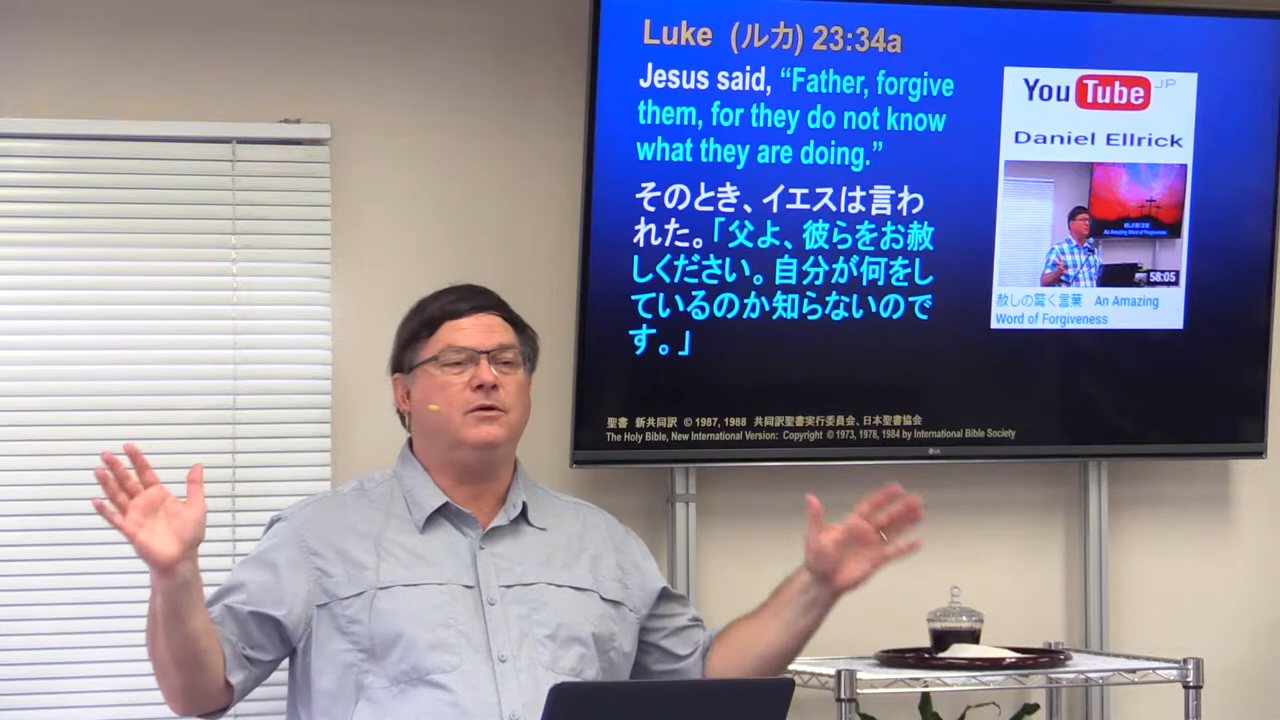 Luke (ルカ) 23:34a
Jesus said, “Father, forgive
them, for they do not know
what they are doing.”
そのとき、イエスは言わ
れた。「父よ、彼らをお赦
しください。自分が何をし
ているのか知らないので
す。」
YouTube JP
Daniel Ellrick
An Amazing Word of Forgiveness
58:05
赦しの驚く言葉 An Amazing
Word of Forgiveness
聖書 新共同訳 © 1987, 1988 共同訳聖書実行委員会、日本聖書協会
The Holy Bible, New International Version: Copyright © 1973, 1978, 1984 by International Bible Society
LG